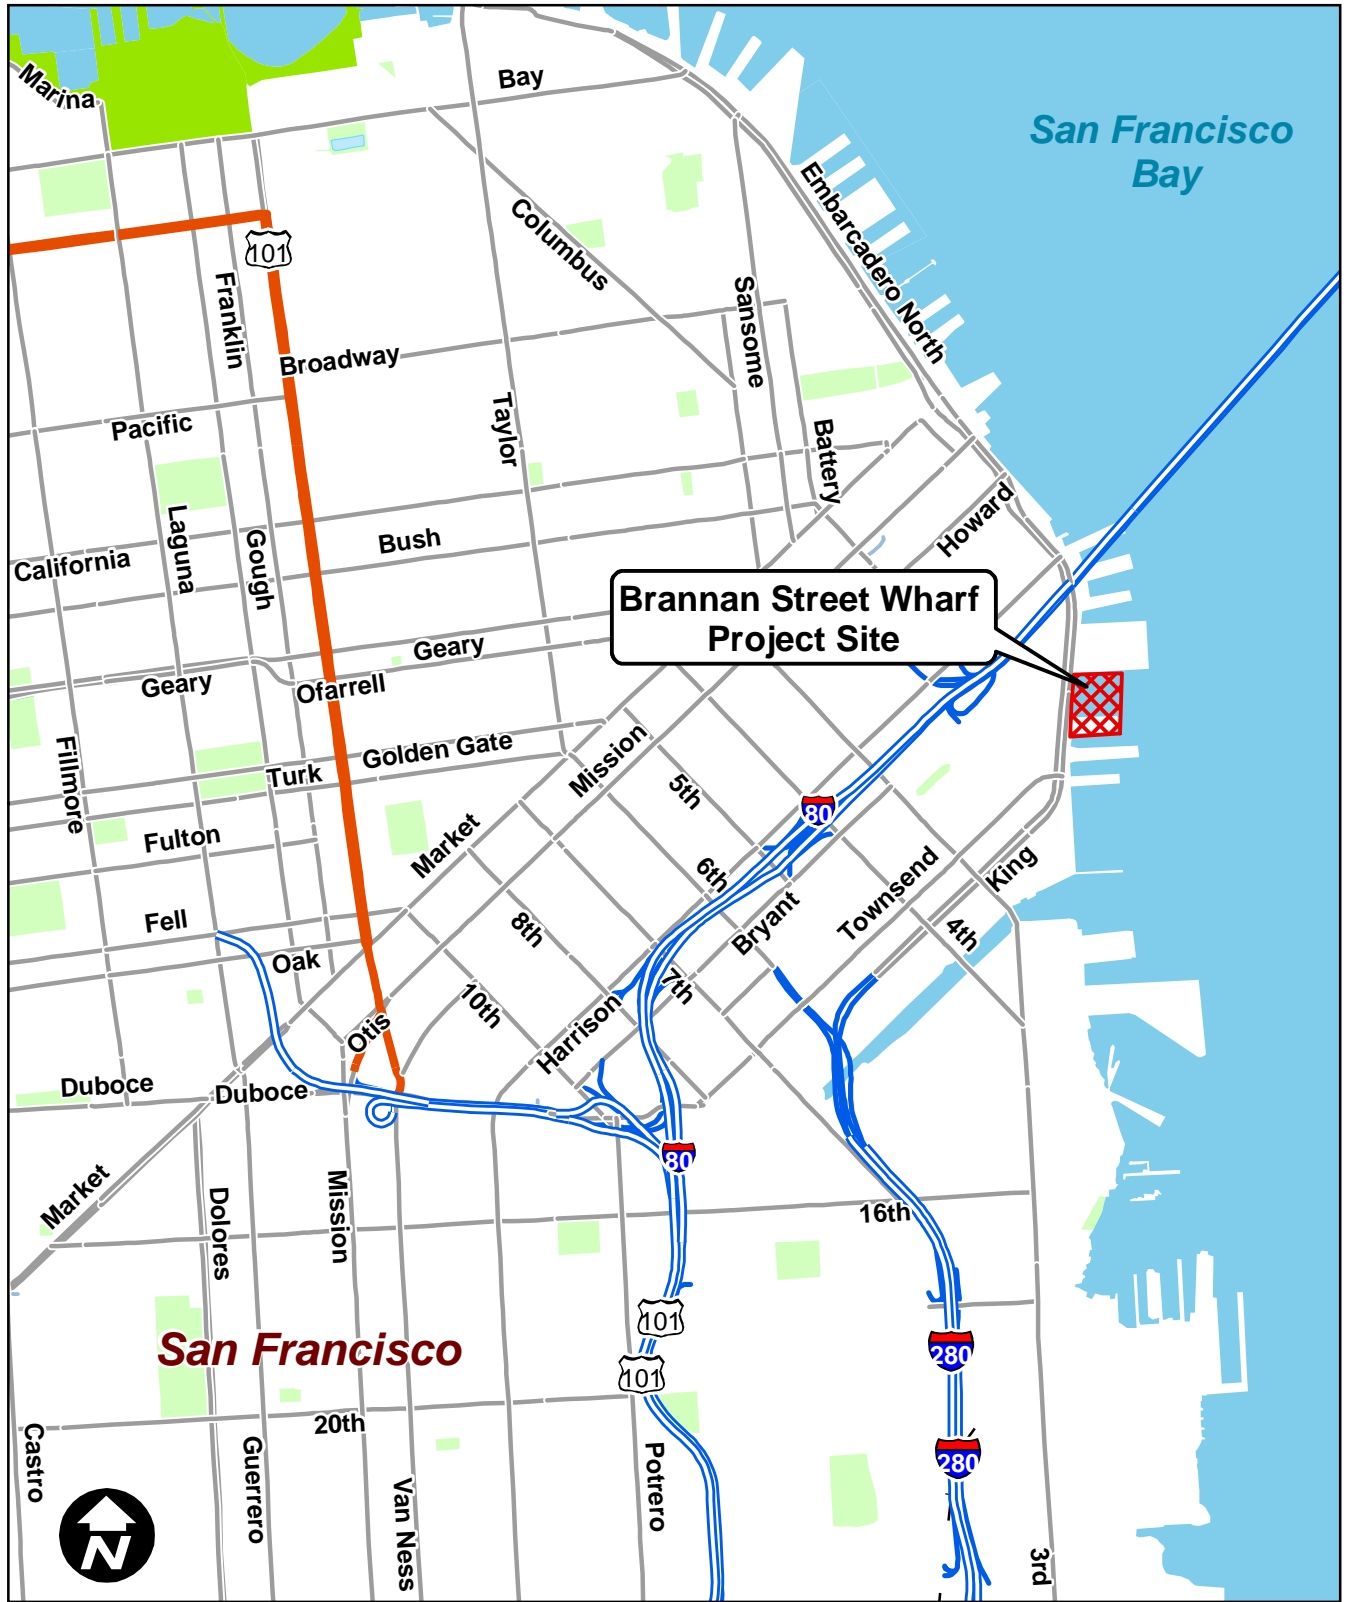 Marina
Bay
San Francisco
Bay
Embarcadero North
Columbus
101
Franklin
Sansome
Broadway
Taylor
Pacific
Battery
Laguna
Gough
Howard
Bush
California
Brannan Street Wharf
Project Site
Geary
Geary
Ofarrell
Fillmore
Golden Gate
Mission
Turk
5th
80
Fulton
Market
6th
King
Townsend
Bryant
Fell
8th
4th
Oak
7th
10th
Harrison
Otis
Duboce
Duboce
80
Market
Dolores
Mission
16th
101
San Francisco
280
101
20th
Castro
Guerrero
Potrero
280
Van Ness
N
3rd